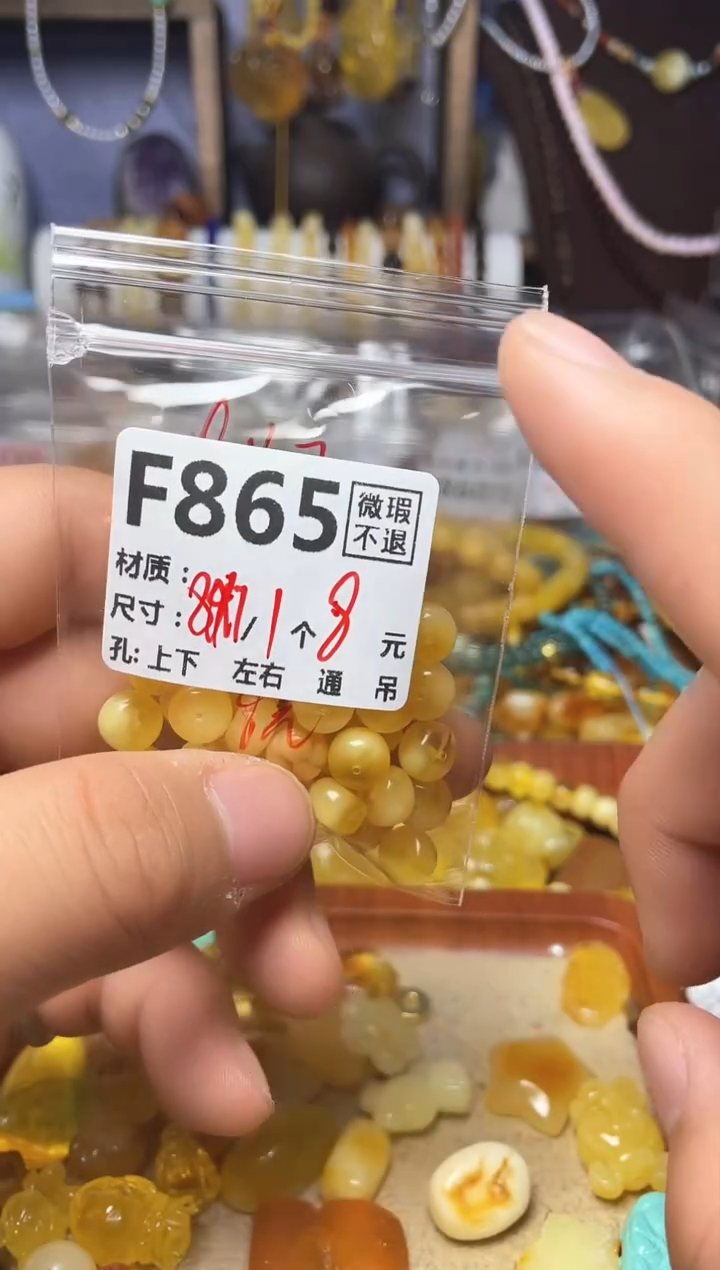 F865
微瑕
不退
材质：
尺寸： /1个8元
孔: 上下 左右 通 吊